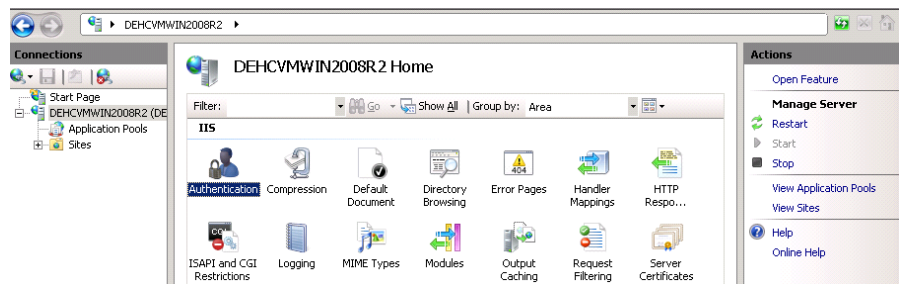 DEHCVMWIN2008R2
Connections
Start Page
DEHCVMWIN2008R2 (DE
Application Pools
Sites
DEHCVMWIN2008R2 Home
Filter: Go Show All Group by: Area
IIS
Authentication Compression Default Document Directory Browsing Error Pages Handler Mappings HTTP Respo...
ISAPI and CGI Restrictions Logging MIME Types Modules Output Caching Request Filtering Server Certificates
404
Actions
Open Feature
Manage Server
Restart
Start
Stop
View Application Pools
View Sites
Help
Online Help